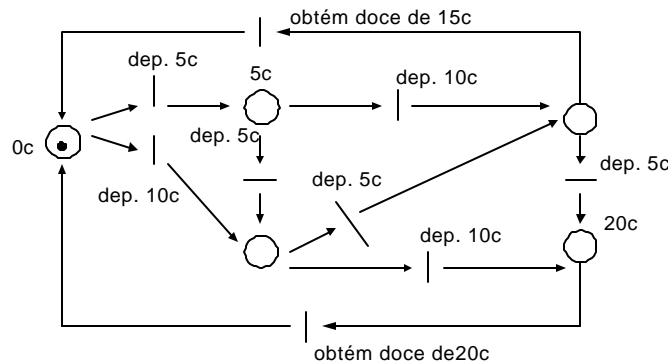 obtém doce de 15c
dep. 5c
5c
dep. 10c
0c
dep. 5c
dep. 5c
dep. 5c
dep. 10c
dep. 10c
20c
obtém doce de20c